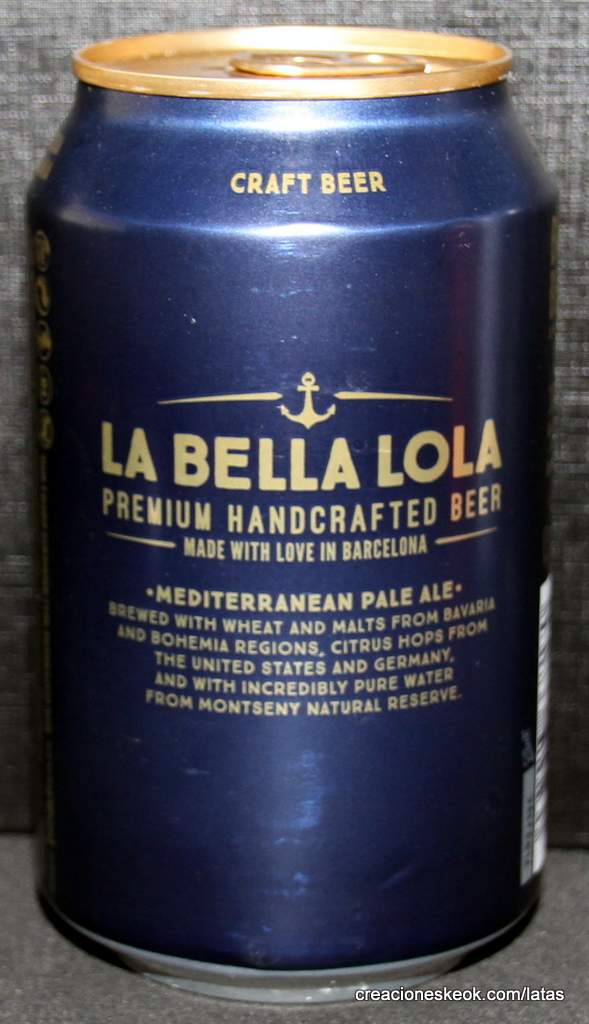 CRAFT BEER
LA BELLA LOLA
PREMIUM HANDCRAFTED BEER
MADE WITH LOVE IN BARCELONA
•MEDITERRANEAN PALE ALE•
BREWED WITH WHEAT AND MALTS FROM BAVARIA
AND BOHEMIA REGIONS, CITRUS HOPS FROM
THE UNITED STATES AND GERMANY,
AND WITH INCREDIBLY PURE WATER
FROM MONTSENY NATURAL RESERVE.
creacioneskeok.com/latas